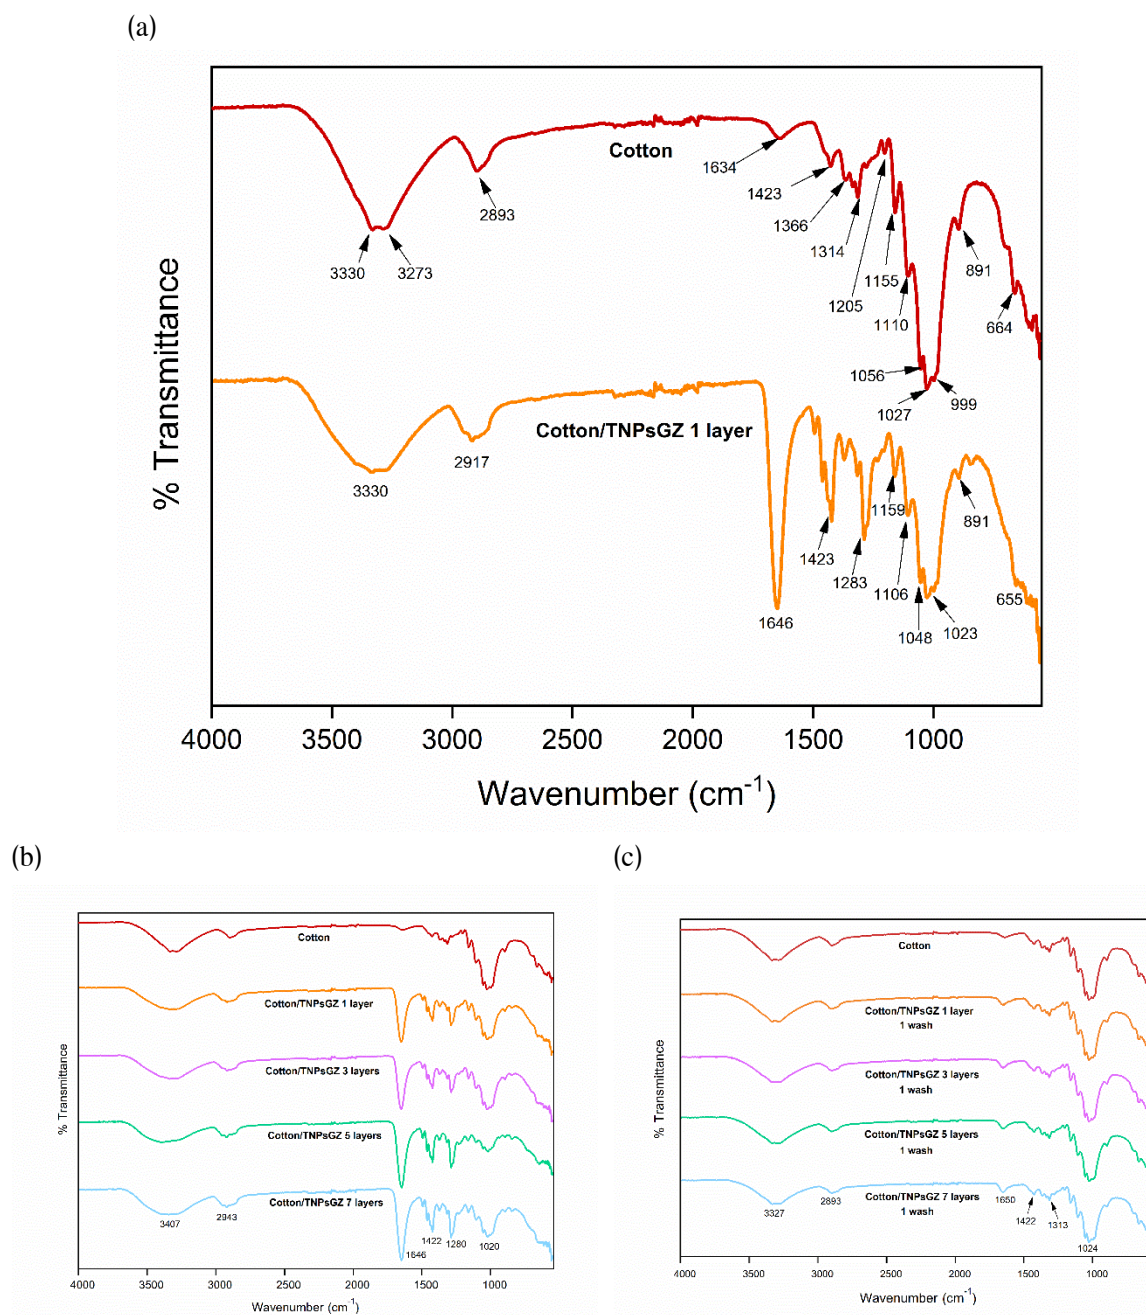 (a)
Cotton
1634
1423
2893
1366
1314
3330
3273
1155
891
1205
1110
664
1056
1027
999
Cotton/TNPsGZ 1 layer
2917
3330
1159
891
1423
1283
1106
655
1646
1048
1023
% Transmittance
4000
3500
3000
2500
2000
1500
1000
Wavenumber (cm-1)
(b)
Cotton
Cotton/TNPsGZ 1 layer
Cotton/TNPsGZ 3 layers
Cotton/TNPsGZ 5 layers
Cotton/TNPsGZ 7 layers
3407
2943
1646
1422
1280
1020
% Transmittance
4000
3500
3000
2500
2000
1500
1000
Wavenumber (cm-1)
(c)
Cotton
Cotton/TNPsGZ 1 layer
1 wash
Cotton/TNPsGZ 3 layers
1 wash
Cotton/TNPsGZ 5 layers
1 wash
Cotton/TNPsGZ 7 layers
1 wash
3327
2893
1650
1422
1313
1024
% Transmittance
4000
3500
3000
2500
2000
1500
1000
Wavenumber (cm-1)